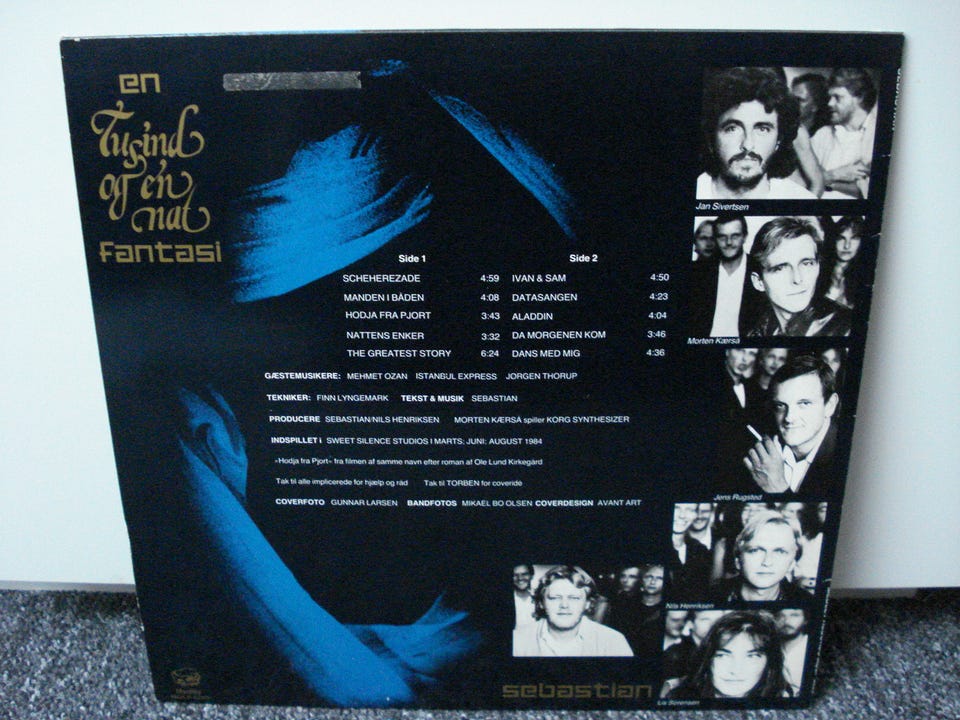 en
Tusind
og én
nat
fantasi
Side 1
SCHEHEREZADE 4:59
MANDEN I BÅDEN 4:08
HODJA FRA PJORT 3:43
NATTENS ENKER 3:32
THE GREATEST STORY 6:24
Side 2
IVAN & SAM 4:50
DATASANGEN 4:23
ALADDIN 4:04
DA MORGENEN KOM 3:46
DANS MED MIG 4:36
GÆSTEMUSIKERE: MEHMET OZAN ISTANBUL EXPRESS JORGEN THORUP
TEKNIKER: FINN LYNGEMARK TEKST & MUSIK SEBASTIAN
PRODUCERE SEBASTIAN/NILS HENRIKSEN MORTEN KÆRSÅ spiller KORG SYNTHESIZER
INDSPILLET i SWEET SILENCE STUDIOS I MARTS; JUNI; AUGUST 1984
»Hodja fra Pjort« fra filmen af samme navn efter roman af Ole Lund Kirkegård
Tak til alle implicerede for hjælp og råd Tak til TORBEN for coveridé
COVERFOTO GUNNAR LARSEN BANDFOTOS MIKAEL BO OLSEN COVERDESIGN AVANT ART
Jan Sivertsen
Morten Kærså
Jens Rugsted
Nils Henriksen
Lis Sørensen
sebastian